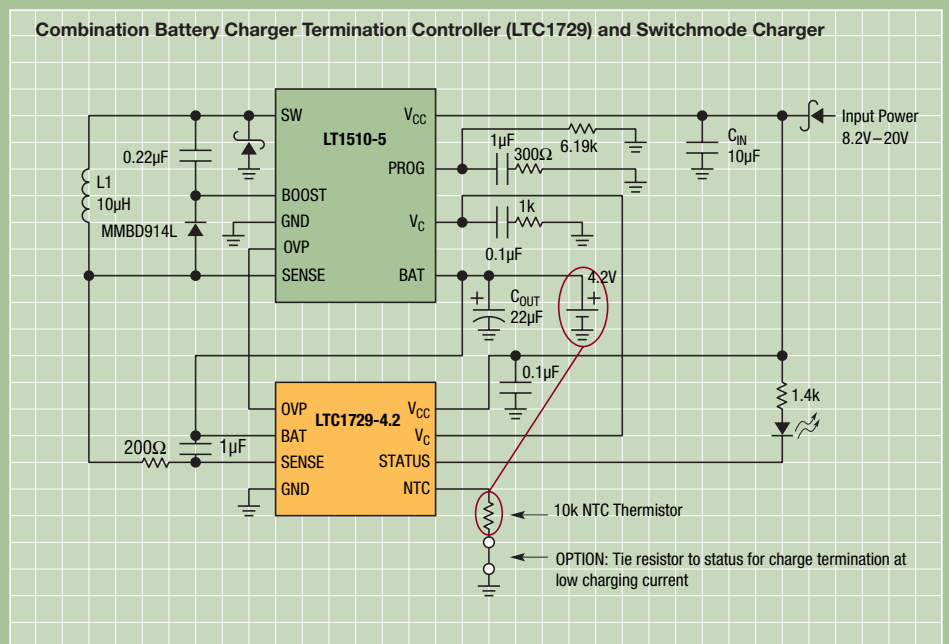 Combination Battery Charger Termination Controller (LTC1729) and Switchmode Charger
SW
LT1510-5
VCC
PROG
BOOST
GND
VC
OVP
SENSE
BAT
0.22µF
L1
10µH
MMBD914L
1µF
300Ω
6.19k
1k
0.1µF
CIN
10µF
Input Power
8.2V–20V
4.2V
+
COUT
22µF
+
0.1µF
1.4k
OVP
LTC1729-4.2
VCC
BAT
VC
SENSE
STATUS
GND
NTC
200Ω
1µF
10k NTC Thermistor
OPTION: Tie resistor to status for charge termination at
low charging current